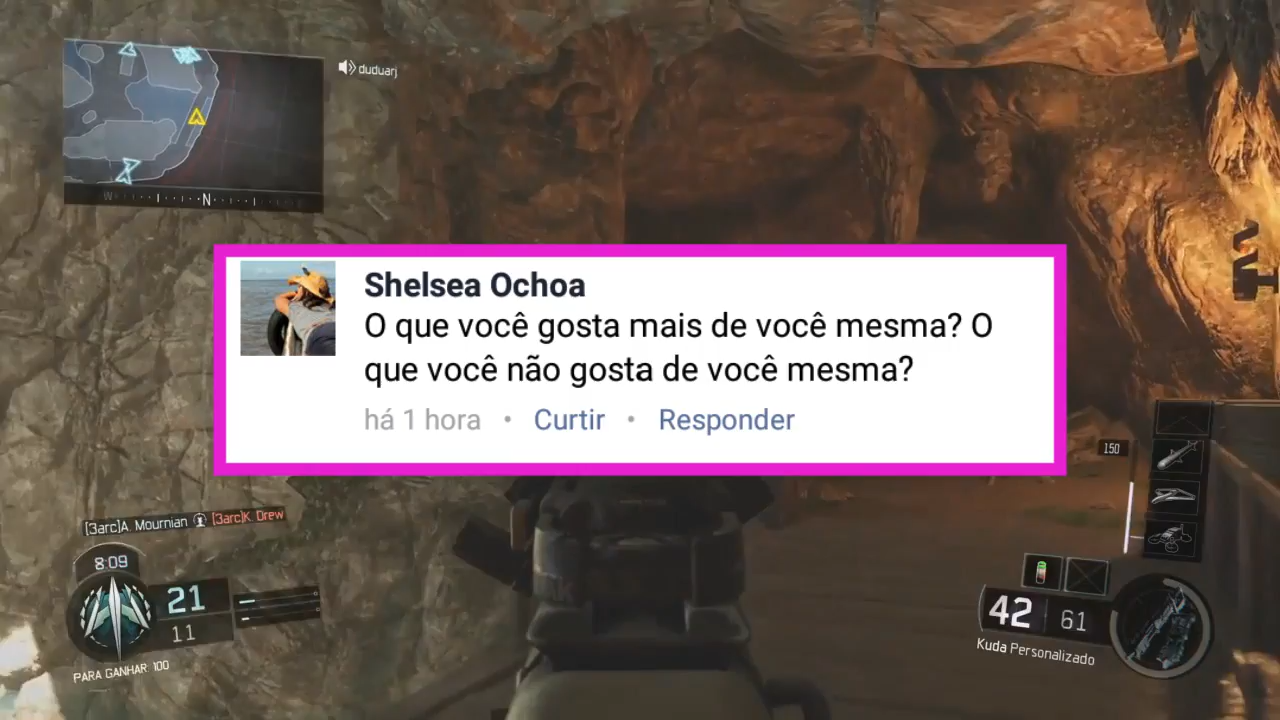 duduarj
W
N
Shelsea Ochoa
O que você gosta mais de você mesma? O
que você não gosta de você mesma?
há 1 hora • Curtir • Responder
150
[3arc]A. Mournian [3arc]K. Drew
8:09
21
11
PARA GANHAR: 100
42 61
Kuda Personalizado